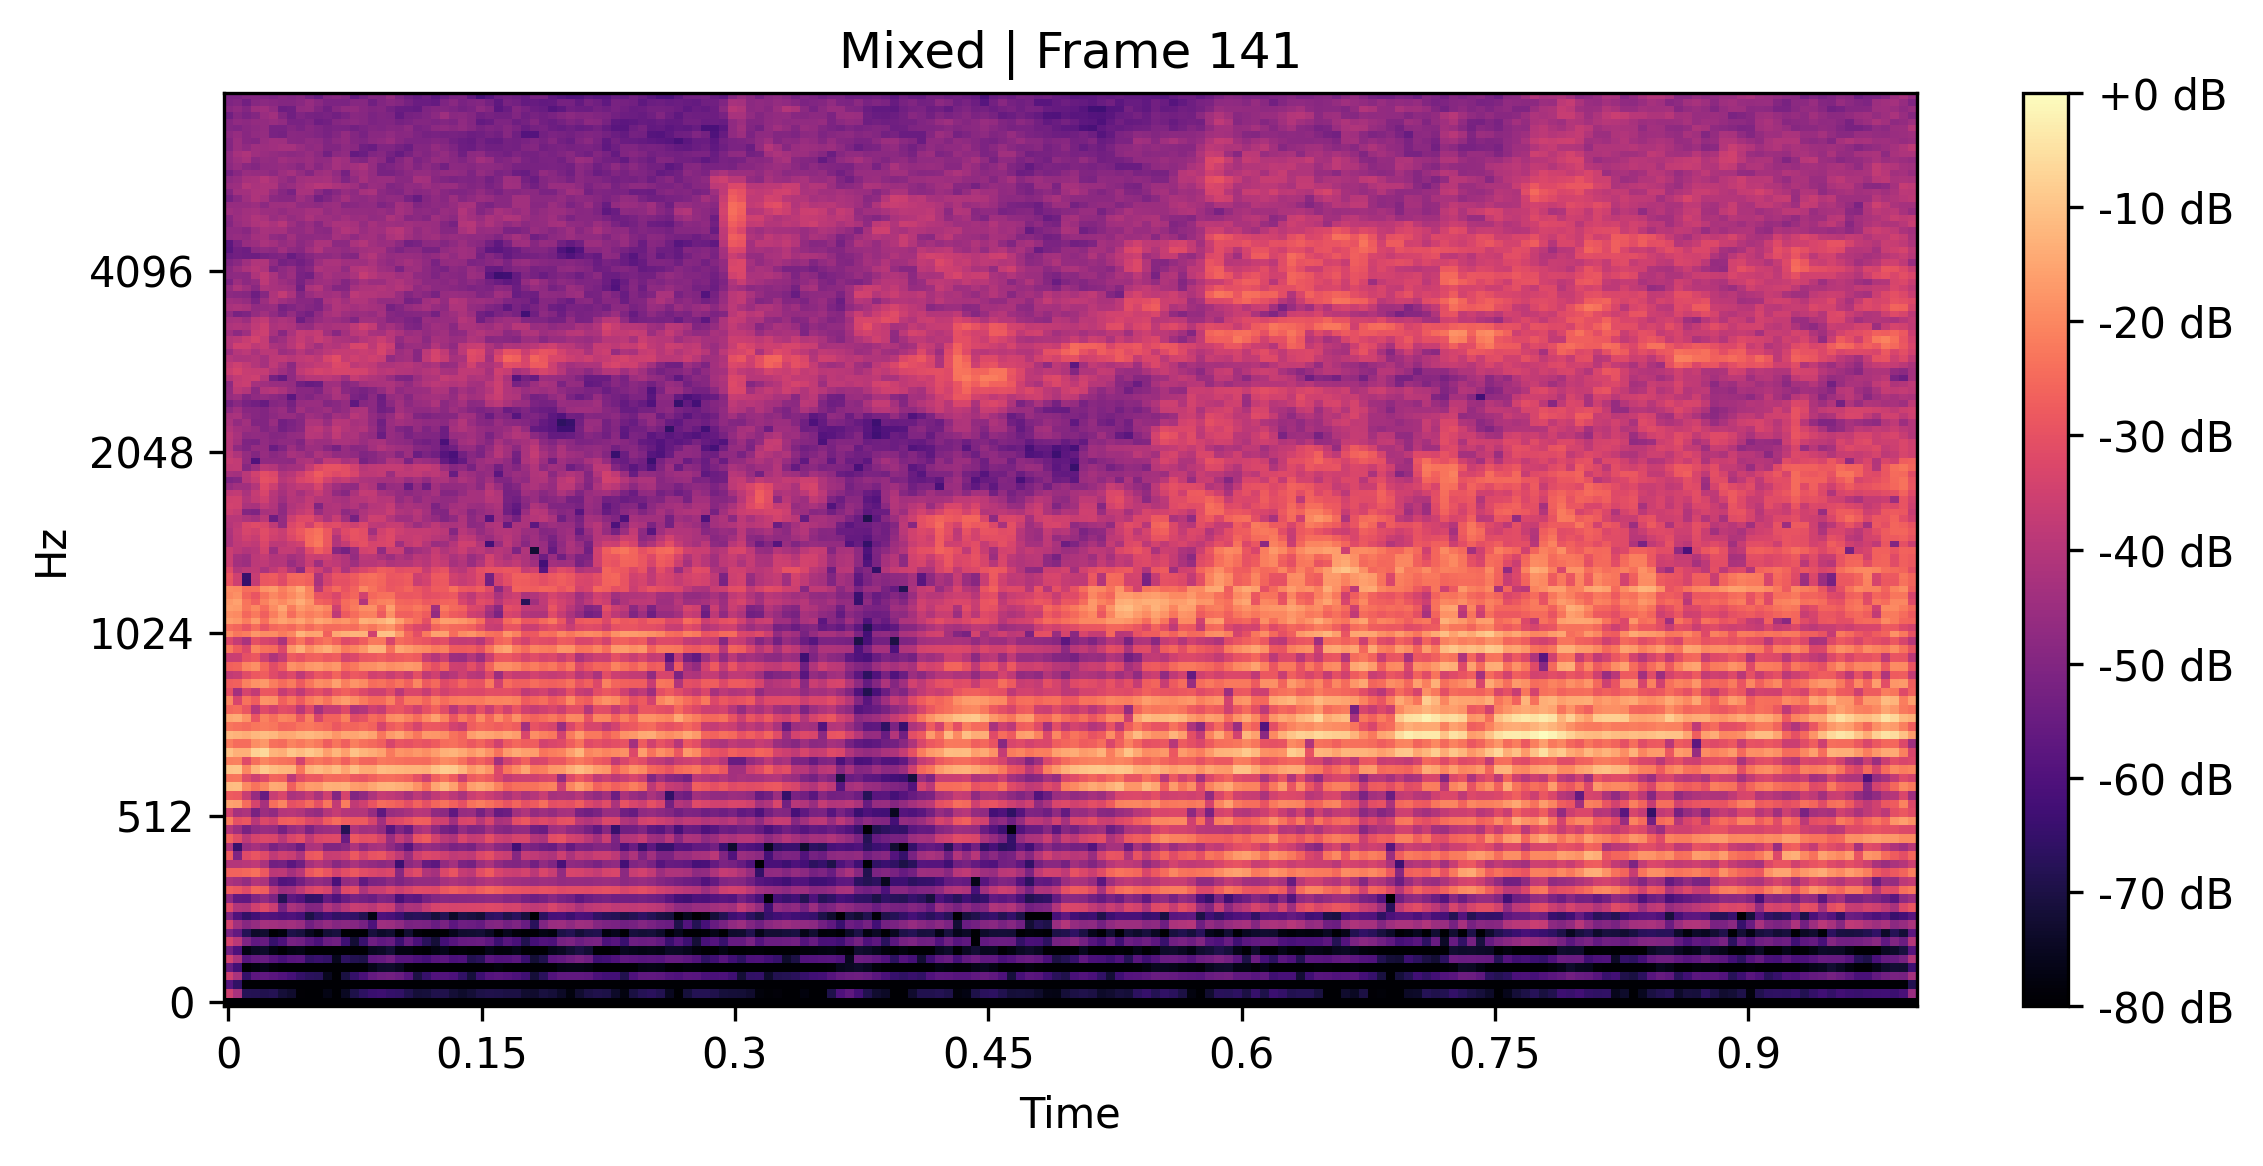 Mixed | Frame 141
+0 dB
-10 dB
-20 dB
-30 dB
-40 dB
-50 dB
-60 dB
-70 dB
-80 dB
Hz
4096
2048
1024
512
0
0 0.15 0.3 0.45 0.6 0.75 0.9
Time